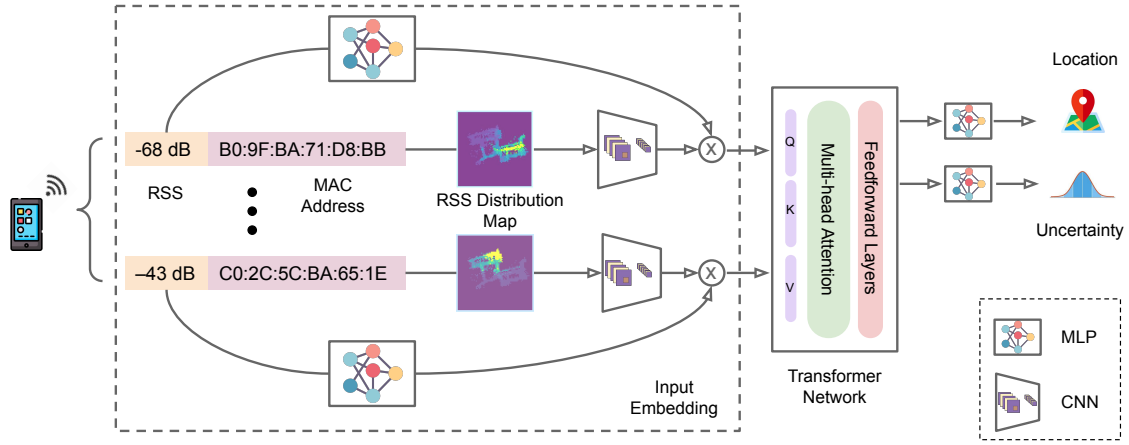 -68 dB
B0:9F:BA:71:D8:BB
RSS
MAC
Address
RSS Distribution
Map
–43 dB
C0:2C:5C:BA:65:1E
X
X
Input
Embedding
Q
K
V
Multi-head Attention
Feedforward Layers
Transformer
Network
Location
Uncertainty
MLP
CNN